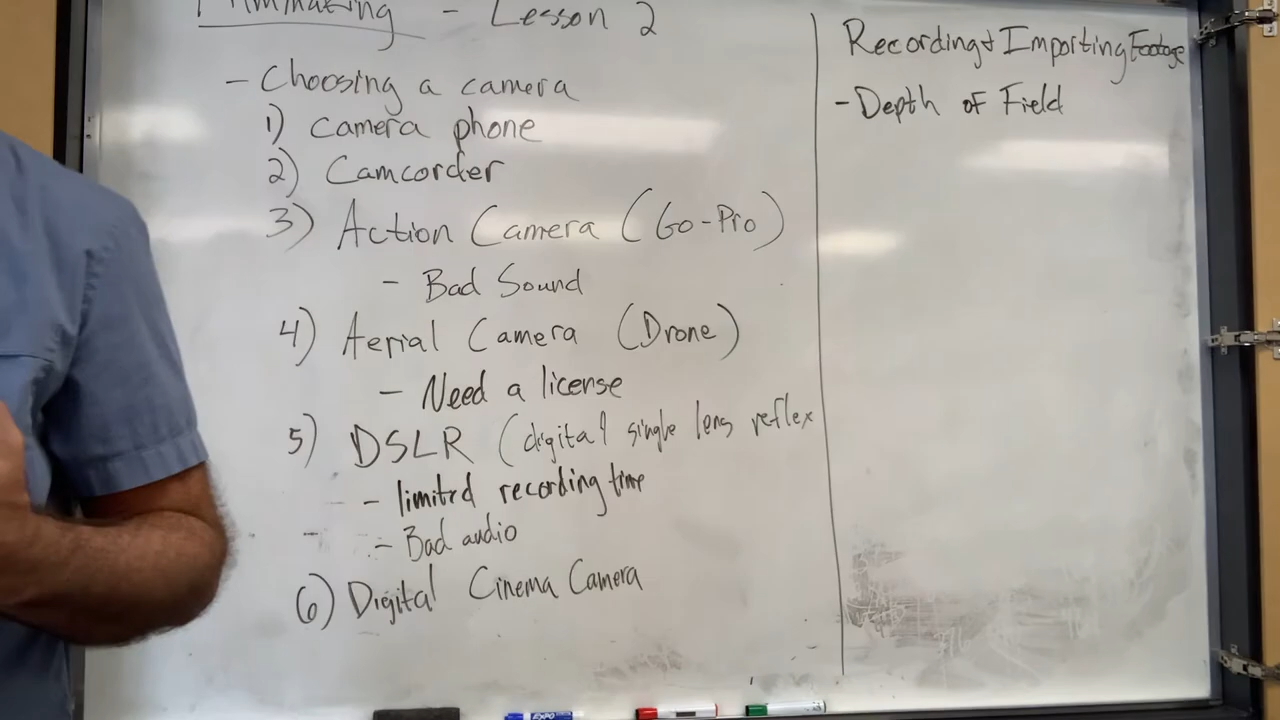 Filmmaking - Lesson 2
- Choosing a camera
1) Camera phone
2) Camcorder
3) Action Camera (Go-Pro)
- Bad Sound
4) Aerial Camera (Drone)
- Need a license
5) DSLR (digital single lens reflex
- limited recording time
- Bad audio
6) Digital Cinema Camera
Recording + Importing Footage
- Depth of Field
EXPO